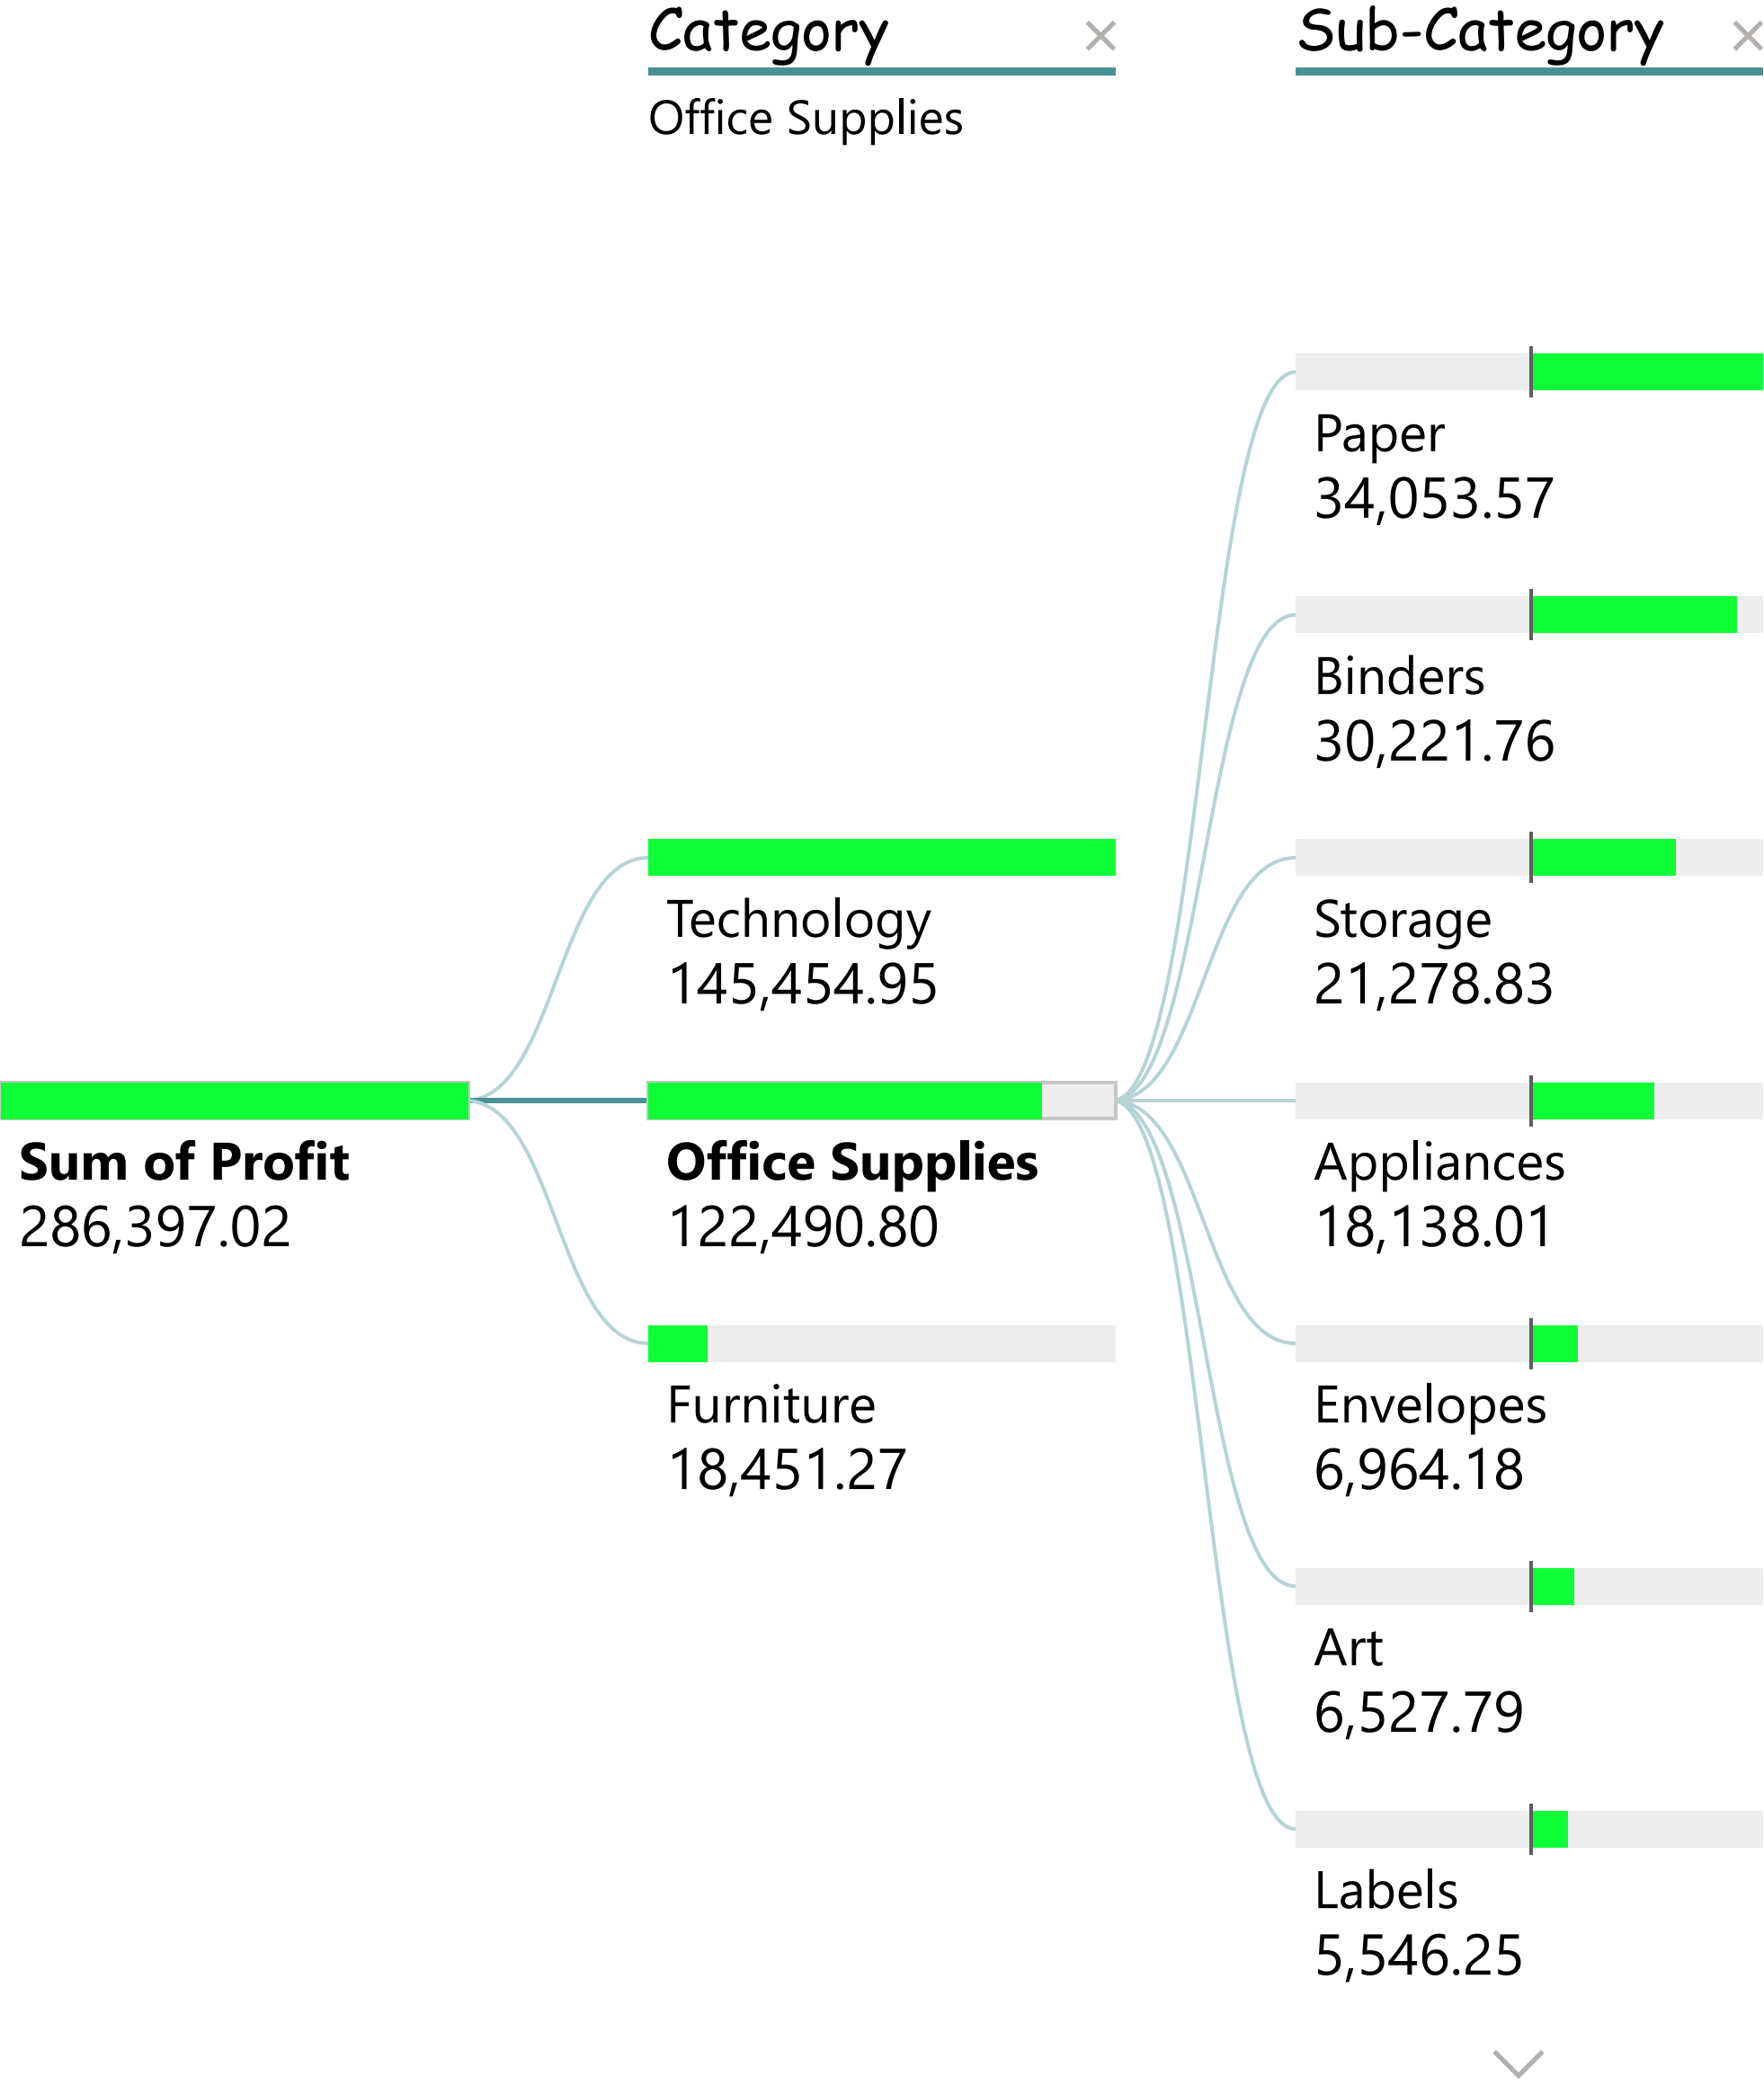 Category
Sub-Category
Office Supplies
Sum of Profit
286,397.02
Technology
145,454.95
Office Supplies
122,490.80
Furniture
18,451.27
Paper
34,053.57
Binders
30,221.76
Storage
21,278.83
Appliances
18,138.01
Envelopes
6,964.18
Art
6,527.79
Labels
5,546.25